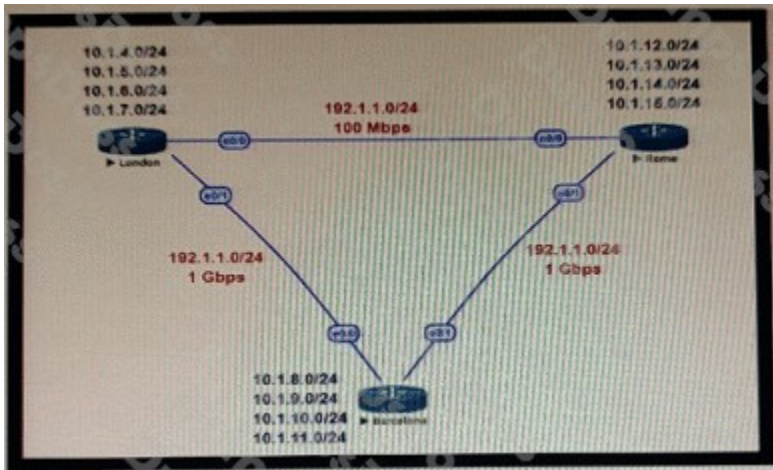 10.1.4.0/24
10.1.5.0/24
10.1.6.0/24
10.1.7.0/24
10.1.12.0/24
10.1.13.0/24
10.1.14.0/24
10.1.15.0/24
192.1.1.0/24
100 Mbps
e0/0
e0/0
London
Rome
e0/1
e0/1
192.1.1.0/24
1 Gbps
192.1.1.0/24
1 Gbps
e0/0
e0/1
10.1.8.0/24
10.1.9.0/24
10.1.10.0/24
10.1.11.0/24
Barcelona